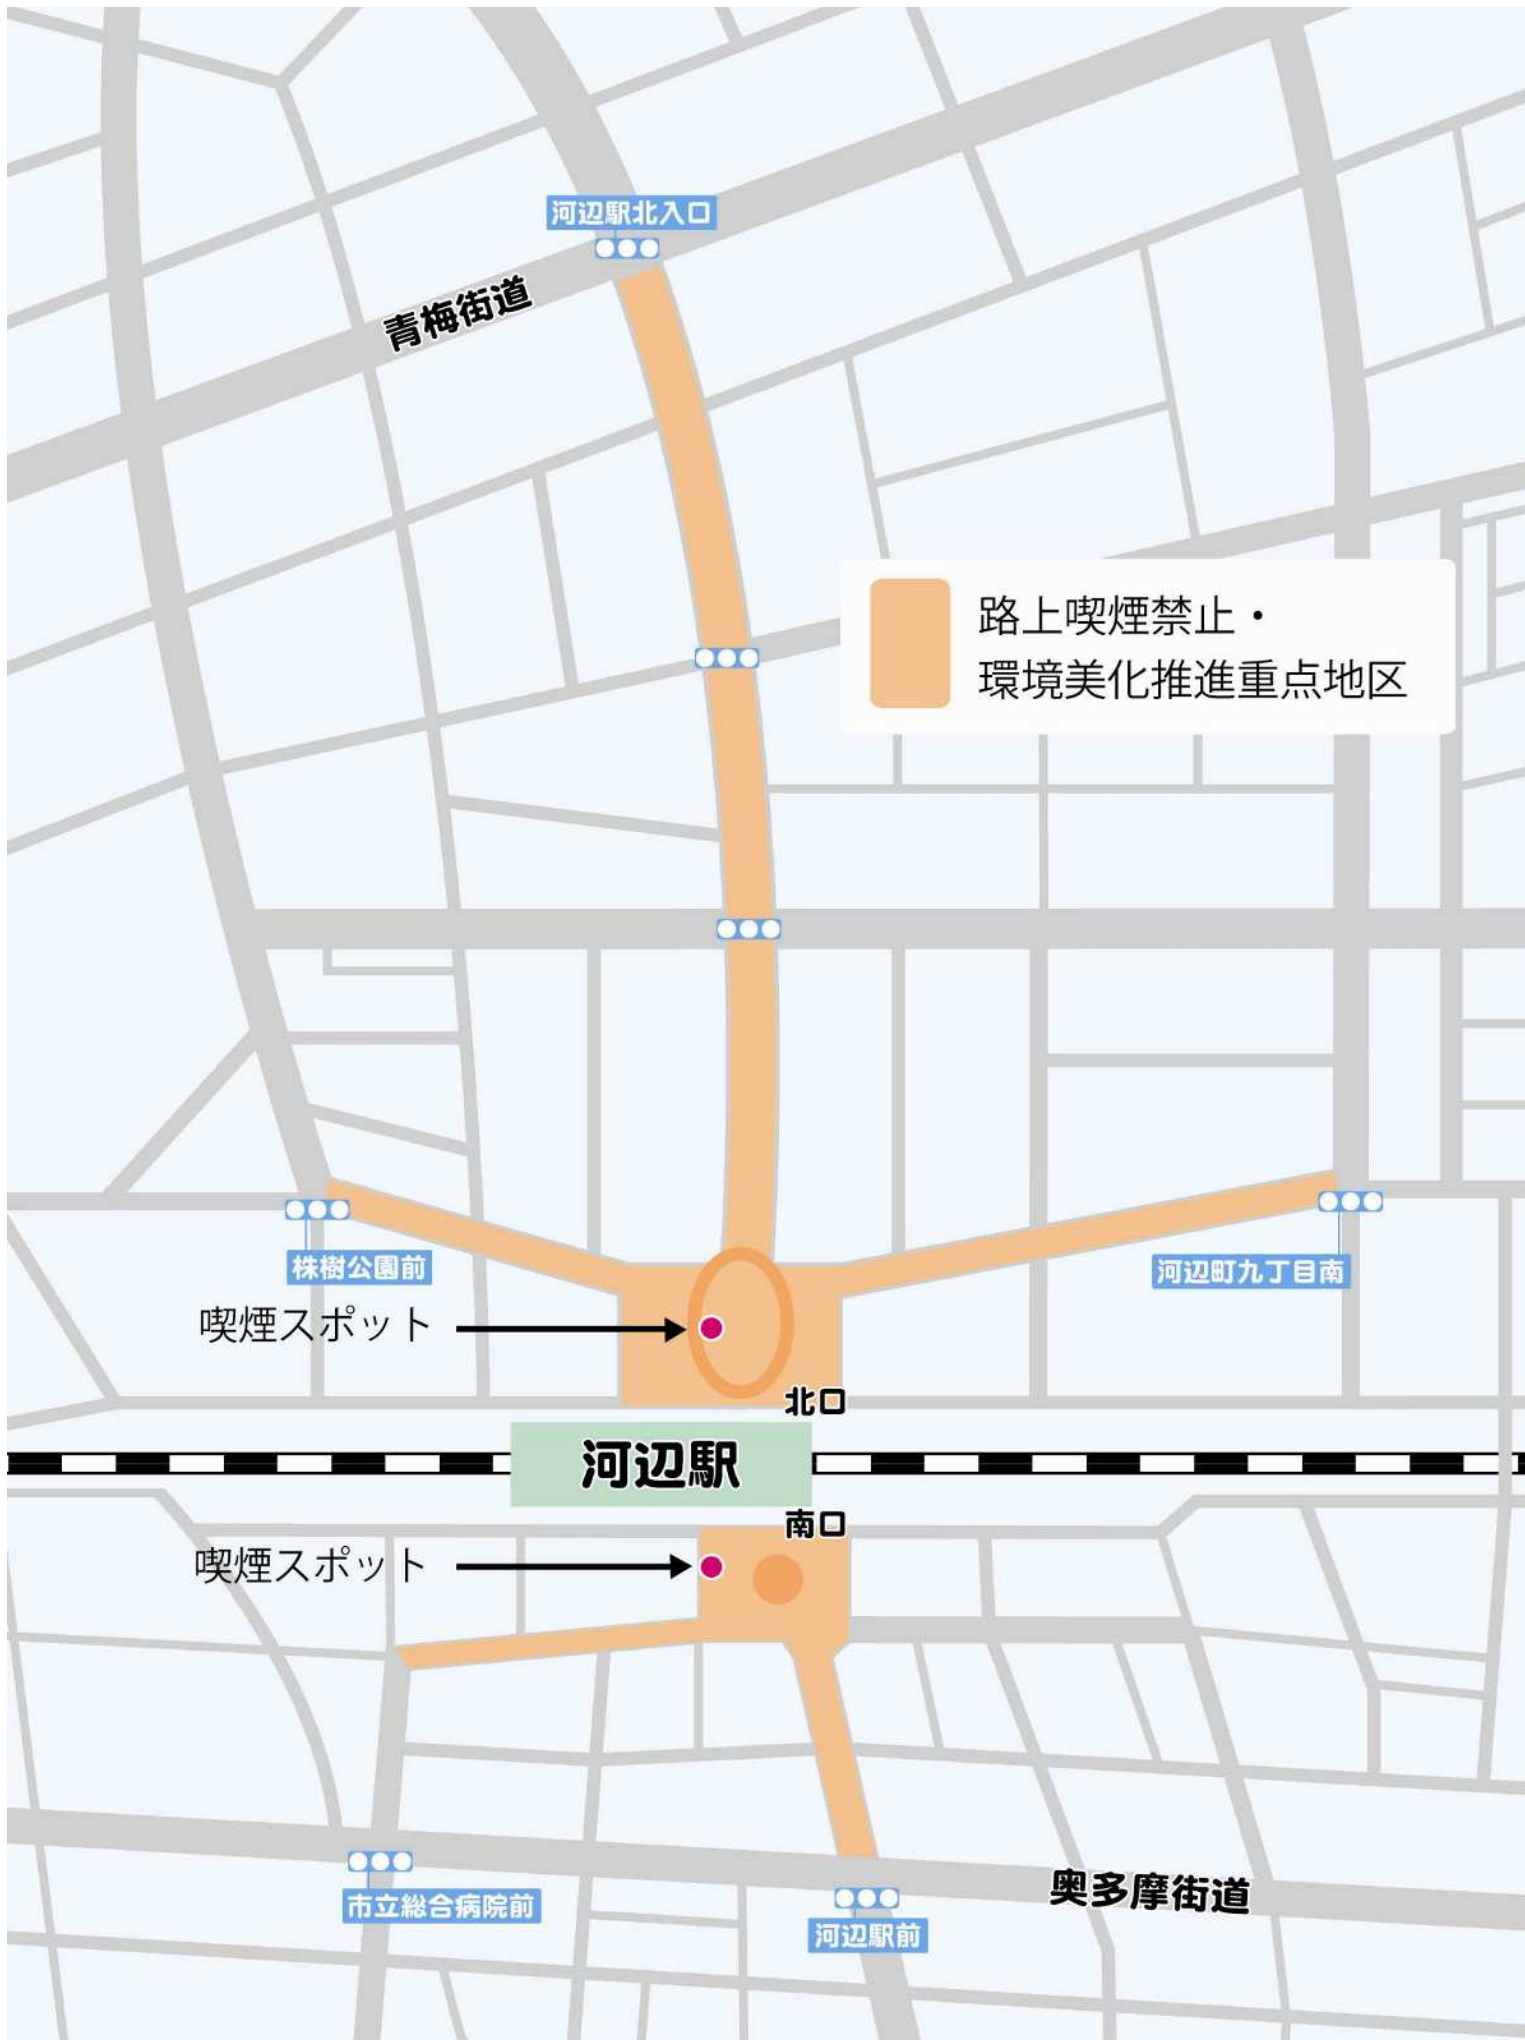 河辺駅北入口
青梅街道
路上喫煙禁止・
環境美化推進重点地区
株樹公園前
河辺町九丁目南
喫煙スポット
北口
河辺駅
南口
喫煙スポット
奥多摩街道
市立総合病院前
河辺駅前